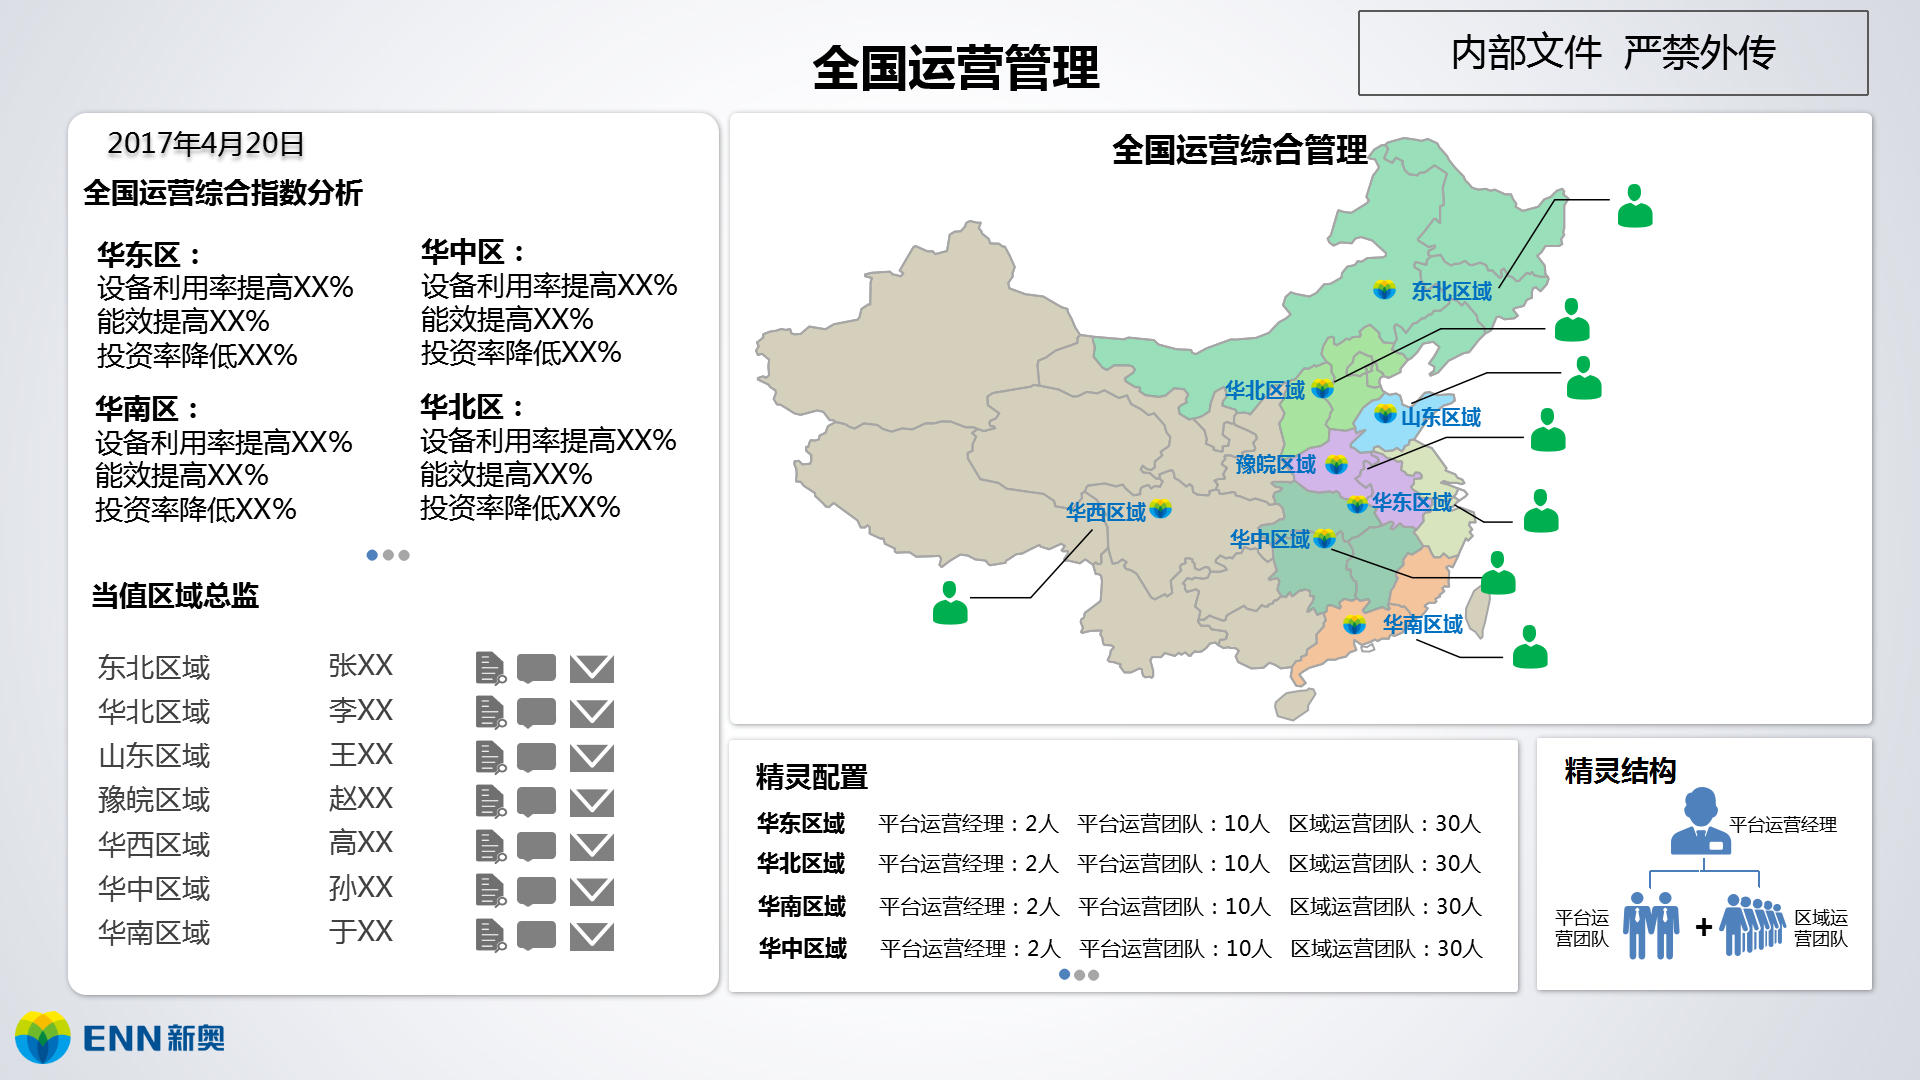 全国运营管理
内部文件 严禁外传
2017年4月20日
全国运营综合指数分析
华东区：
设备利用率提高XX%
能效提高XX%
投资率降低XX%
华中区：
设备利用率提高XX%
能效提高XX%
投资率降低XX%
华南区：
设备利用率提高XX%
能效提高XX%
投资率降低XX%
华北区：
设备利用率提高XX%
能效提高XX%
投资率降低XX%
当值区域总监
东北区域 张XX
华北区域 李XX
山东区域 王XX
豫皖区域 赵XX
华西区域 高XX
华中区域 孙XX
华南区域 于XX
全国运营综合管理
东北区域
华北区域
山东区域
豫皖区域
华东区域
华西区域
华中区域
华南区域
精灵配置
华东区域 平台运营经理：2人 平台运营团队：10人 区域运营团队：30人
华北区域 平台运营经理：2人 平台运营团队：10人 区域运营团队：30人
华南区域 平台运营经理：2人 平台运营团队：10人 区域运营团队：30人
华中区域 平台运营经理：2人 平台运营团队：10人 区域运营团队：30人
精灵结构
平台运营经理
平台运
营团队
+
区域运
营团队
ENN新奥